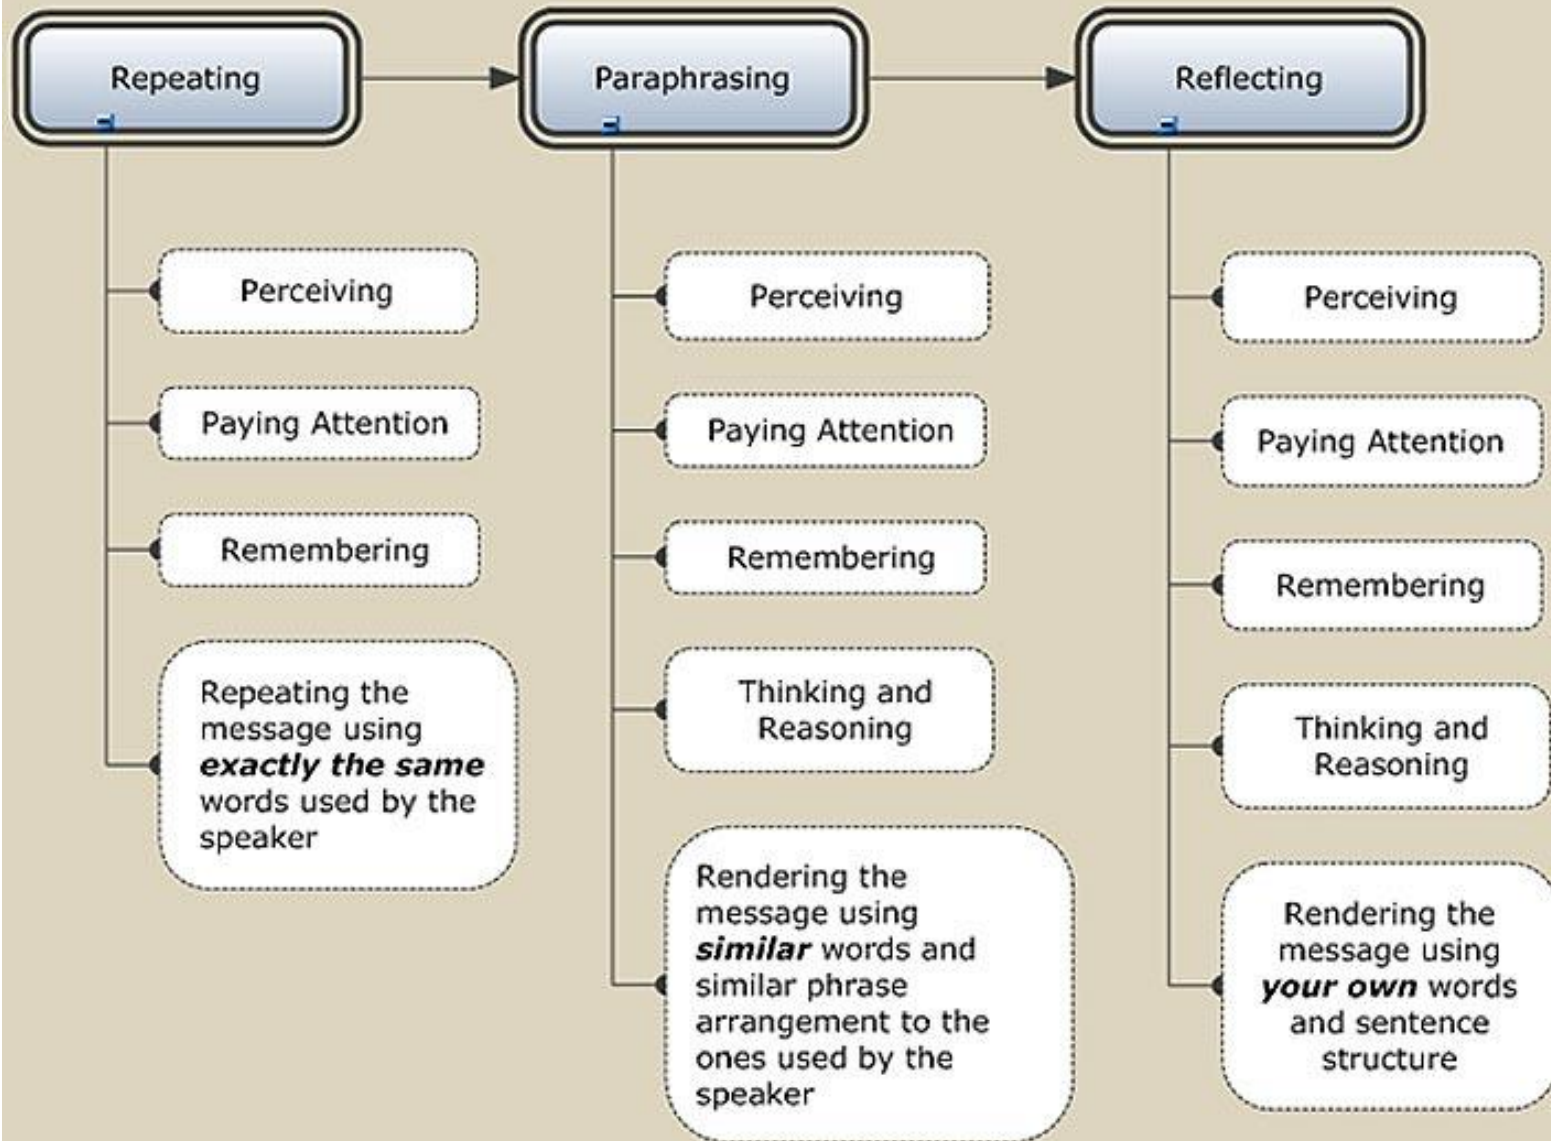 Repeating
Perceiving
Paying Attention
Remembering
Repeating the
message using
exactly the same
words used by the
speaker
Paraphrasing
Perceiving
Paying Attention
Remembering
Thinking and
Reasoning
Rendering the
message using
similar words and
similar phrase
arrangement to the
ones used by the
speaker
Reflecting
Perceiving
Paying Attention
Remembering
Thinking and
Reasoning
Rendering the
message using
your own words
and sentence
structure